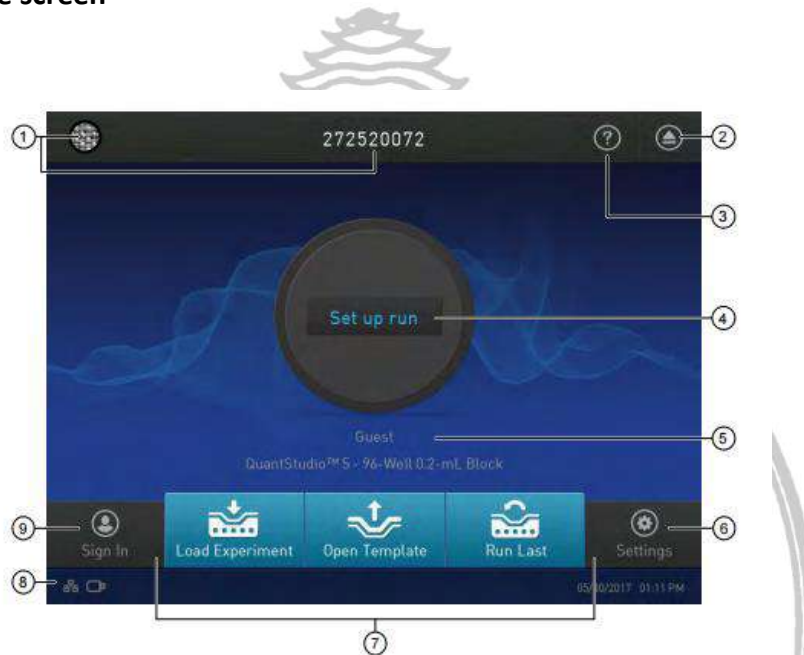 e screen
1
272520072
?
2
3
Set up run
4
Guest
5
QuantStudio™ 5 - 96-Well 0.2-mL Block
9
Sign In
Load Experiment
Open Template
Run Last
Settings
6
8
05/30/2017 01:11 PM
7